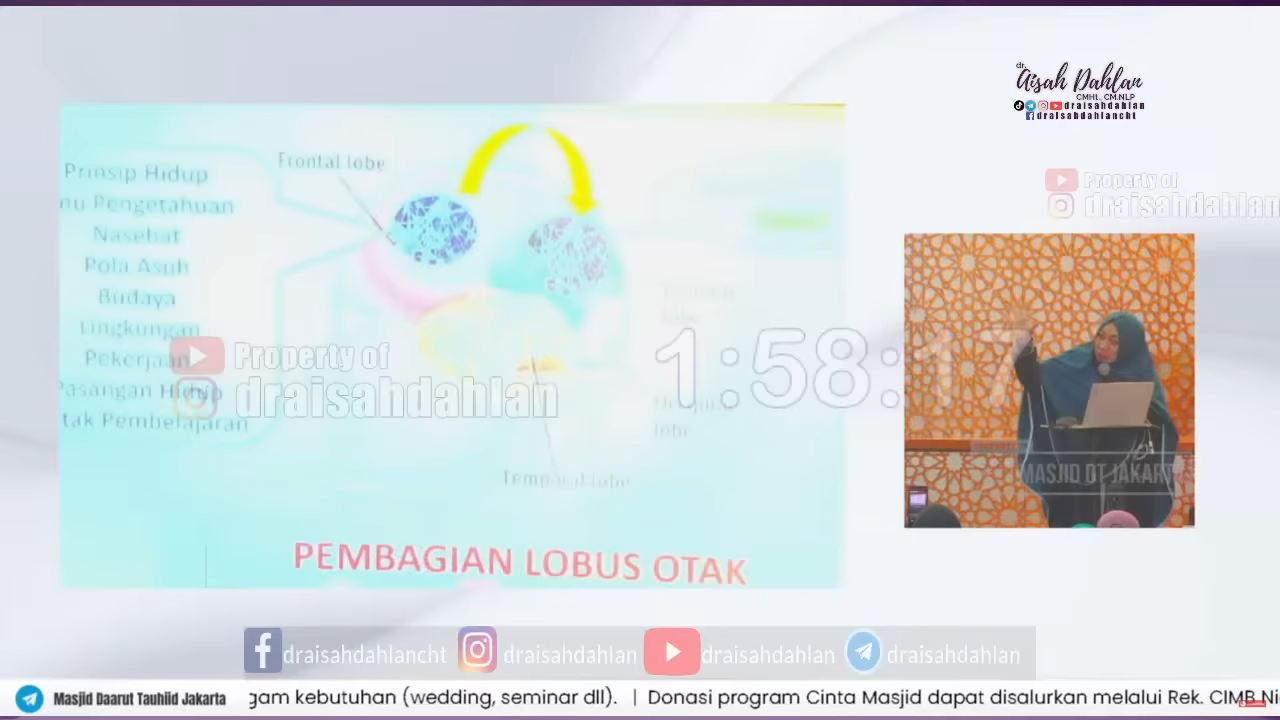 dr.
Aisah Dahlan
CMHt. CM.NLP
draisahdahlan
draisahdahlancht
Property of
draisahdahlan
Frontal lobe
Prinsip Hidup
Pengetahuan
Nasehat
Pola Asuh
Budaya
Lingkungan
Pekerjaan
Pasangan Hidup
tak Pembelajaran
Property of
draisahdahlan
1:58:17
lobe
Temporal lobe
PEMBAGIAN LOBUS OTAK
MASJID DT JAKARTA
draisahdahlancht draisahdahlan draisahdahlan draisahdahlan
Masjid Daarut Tauhiid Jakarta gam kebutuhan (wedding, seminar dll). | Donasi program Cinta Masjid dapat disalurkan melalui Rek. CIMB Ni